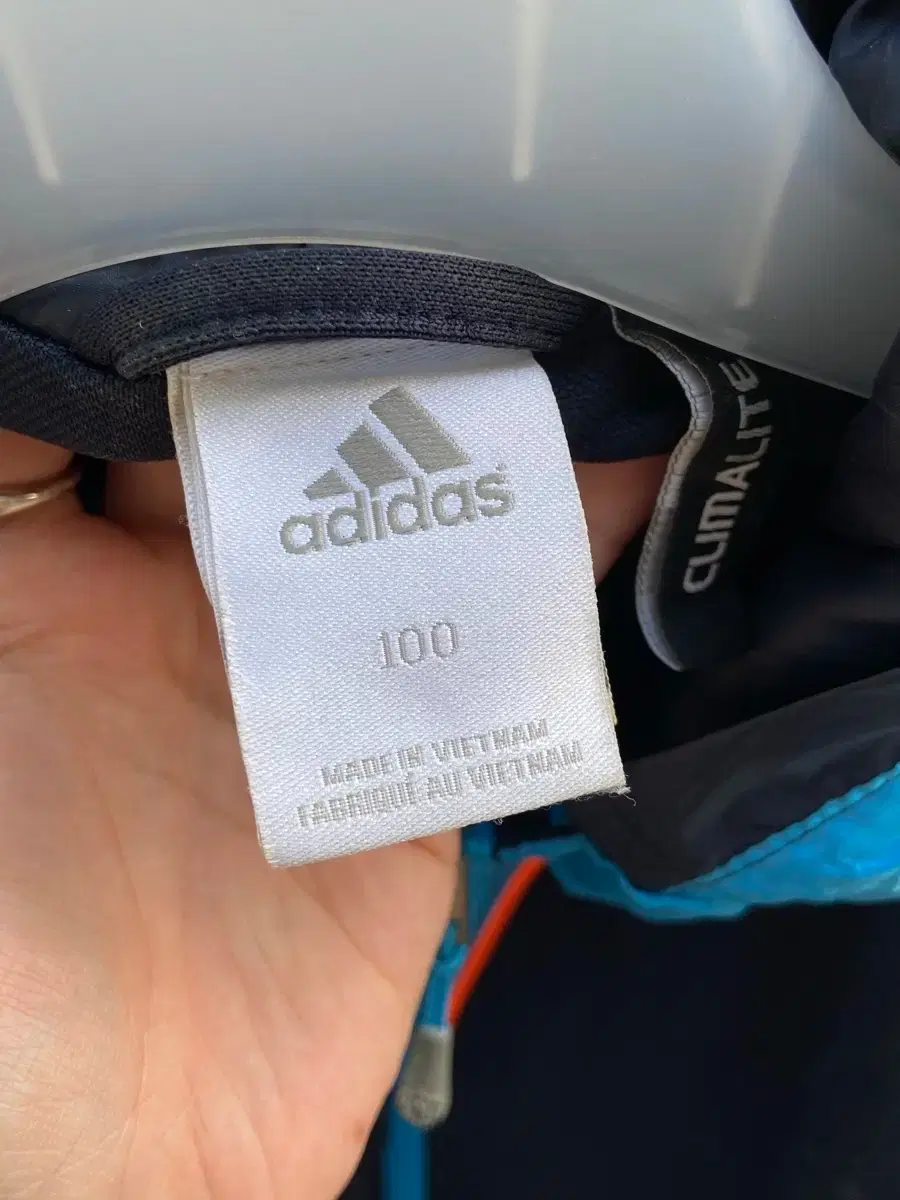 adidas
100
MADE IN VIETNAM
FABRIQUÉ AU VIETNAM
CLIMALITE